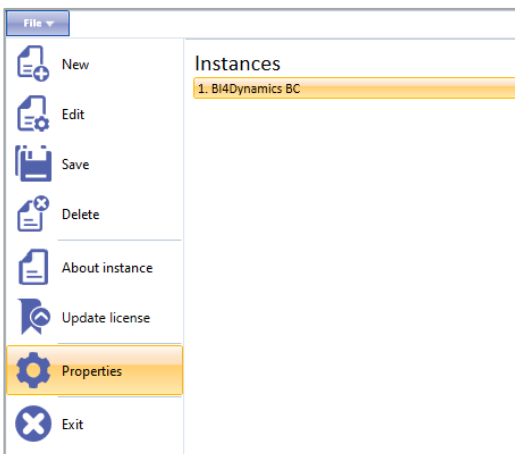 File
New
Edit
Save
Delete
About instance
Update license
Properties
Exit
Instances
1. BI4Dynamics BC